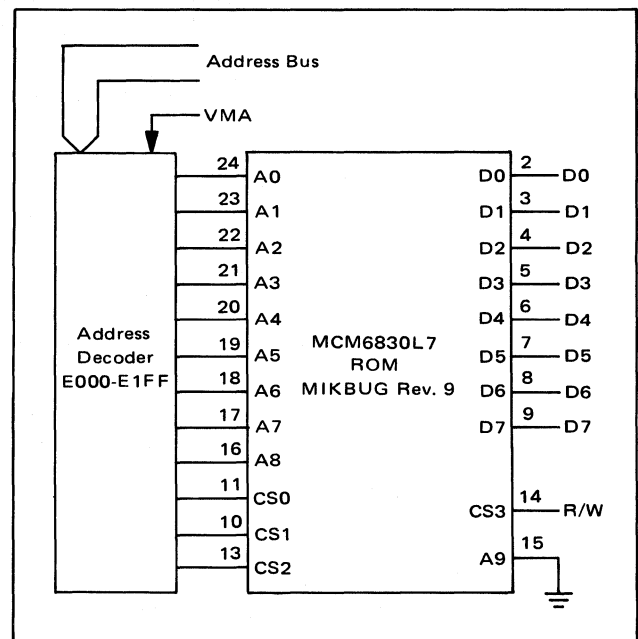 Address Bus
VMA
24 A0 D0 2 D0
23 A1 D1 3 D1
22 A2 D2 4 D2
21 A3 D3 5 D3
20 A4 D4 6 D4
19 A5 D5 7 D5
18 A6 D6 8 D6
17 A7 D7 9 D7
16 A8
11 CS0
10 CS1
13 CS2
Address
Decoder
E000-E1FF
MCM6830L7
ROM
MIKBUG Rev. 9
CS3 14 R/W
A9 15